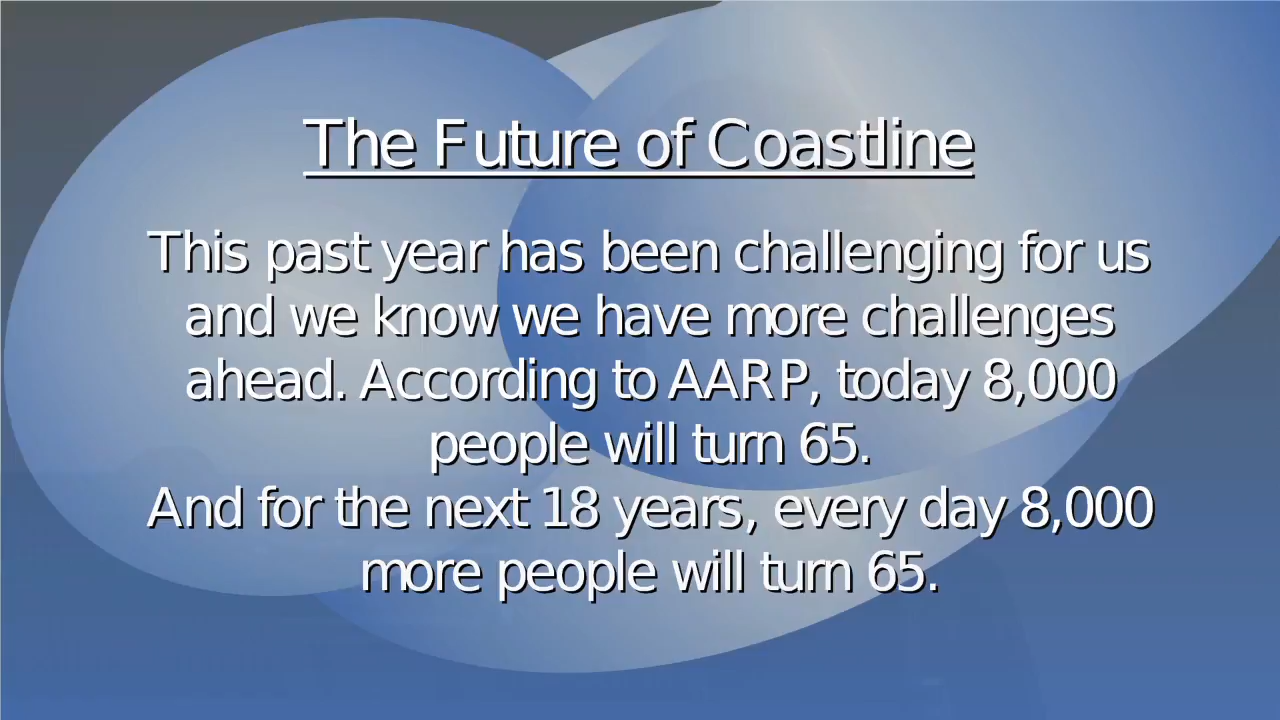 The Future of Coastline
This past year has been challenging for us
and we know we have more challenges
ahead. According to AARP, today 8,000
people will turn 65.
And for the next 18 years, every day 8,000
more people will turn 65.